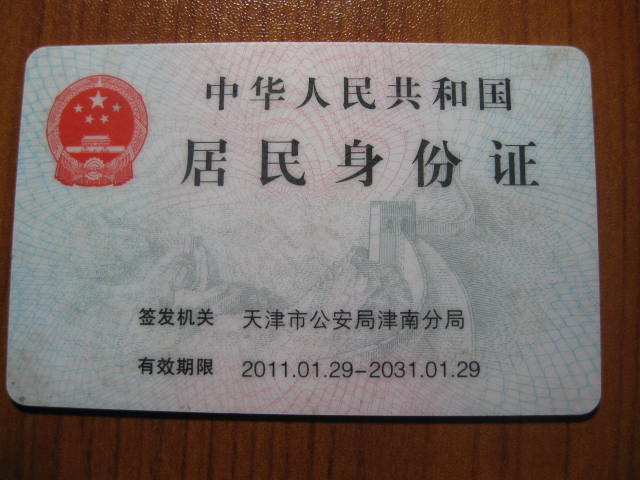 中华人民共和国
居民身份证
签发机关 天津市公安局津南分局
有效期限 2011.01.29-2031.01.29